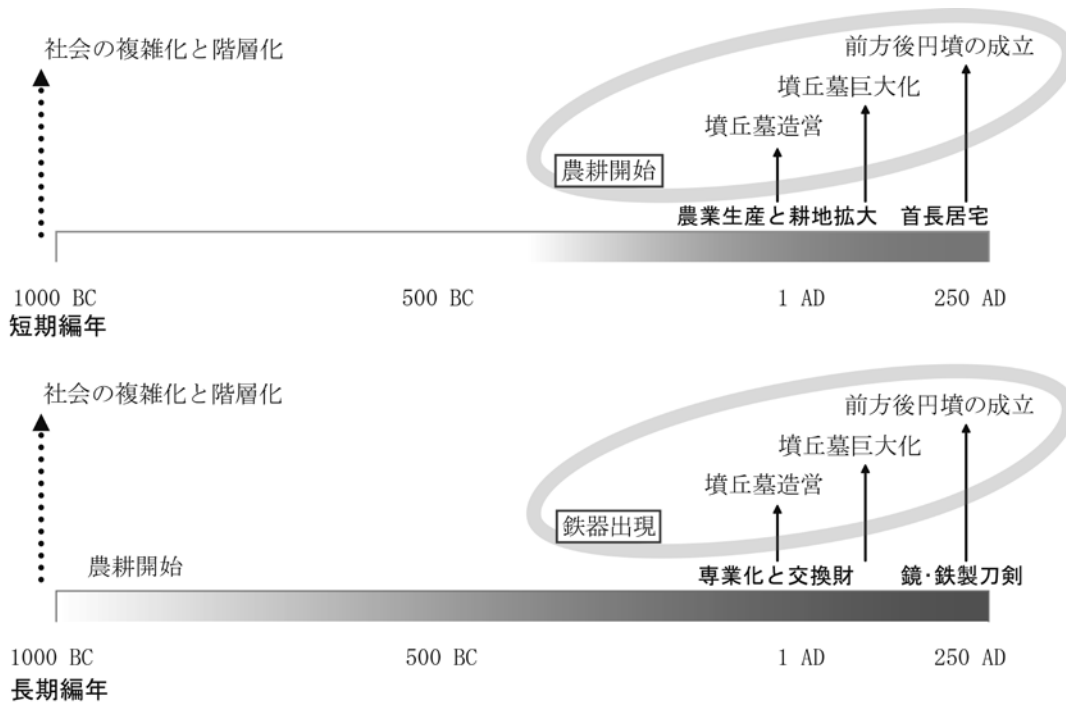 社会の複雑化と階層化
前方後円墳の成立
墳丘墓巨大化
墳丘墓造営
農耕開始
農業生産と耕地拡大 首長居宅
1000 BC 500 BC 1 AD 250 AD
短期編年
社会の複雑化と階層化
前方後円墳の成立
墳丘墓巨大化
墳丘墓造営
鉄器出現
農耕開始
専業化と交換財 鏡・鉄製刀剣
1000 BC 500 BC 1 AD 250 AD
長期編年